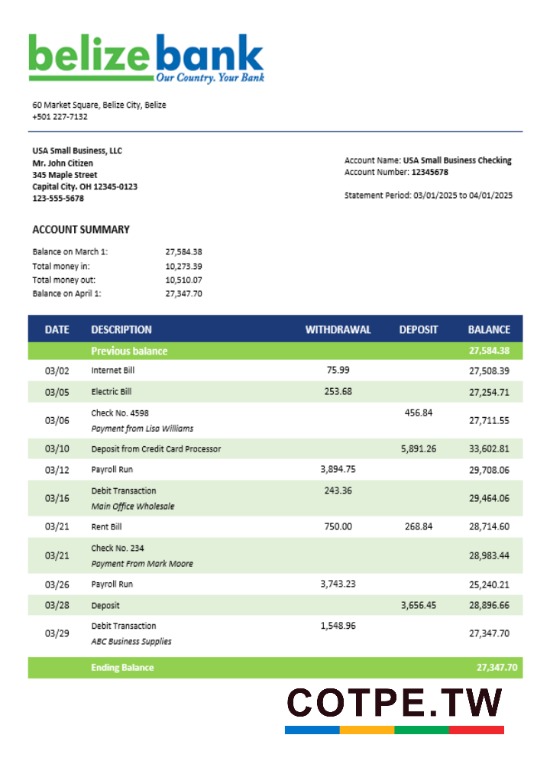 belizebank
Our Country. Your Bank
60 Market Square, Belize City, Belize
+501 227-7132
USA Small Business, LLC
Mr. John Citizen
345 Maple Street
Capital City. OH 12345-0123
123-555-5678
Account Name: USA Small Business Checking
Account Number: 12345678
Statement Period: 03/01/2025 to 04/01/2025
ACCOUNT SUMMARY
Balance on March 1: 27,584.38
Total money in: 10,273.39
Total money out: 10,510.07
Balance on April 1: 27,347.70
DATE DESCRIPTION WITHDRAWAL DEPOSIT BALANCE
Previous balance 27,584.38
03/02 Internet Bill 75.99 27,508.39
03/05 Electric Bill 253.68 27,254.71
03/06 Check No. 4598 456.84 27,711.55
Payment from Lisa Williams
03/10 Deposit from Credit Card Processor 5,891.26 33,602.81
03/12 Payroll Run 3,894.75 29,708.06
03/16 Debit Transaction 243.36 29,464.06
Main Office Wholesale
03/21 Rent Bill 750.00 268.84 28,714.60
03/21 Check No. 234 28,983.44
Payment From Mark Moore
03/26 Payroll Run 3,743.23 25,240.21
03/28 Deposit 3,656.45 28,896.66
03/29 Debit Transaction 1,548.96 27,347.70
ABC Business Supplies
Ending Balance 27,347.70
COTPE.TW